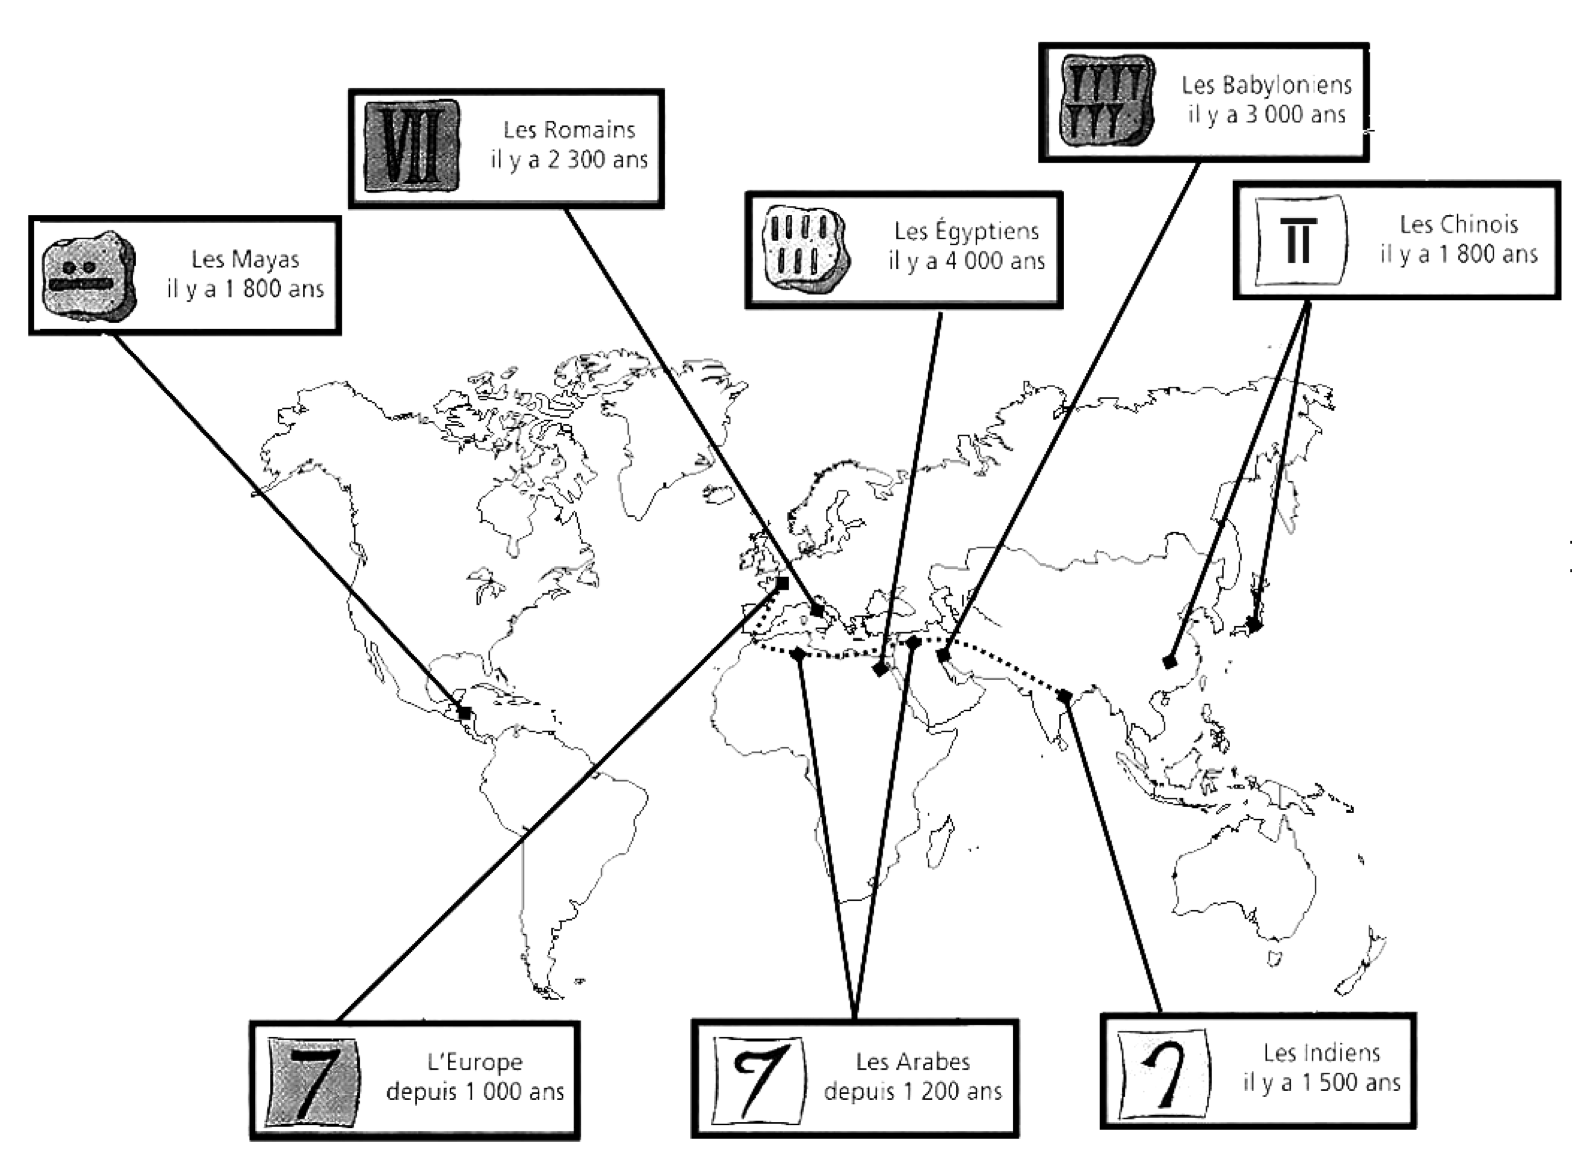 Les Babyloniens
il y a 3 000 ans
VII
Les Romains
il y a 2 300 ans
Les Égyptiens
il y a 4 000 ans
Les Chinois
il y a 1 800 ans
Les Mayas
il y a 1 800 ans
7
L'Europe
depuis 1 000 ans
7
Les Arabes
depuis 1 200 ans
Les Indiens
il y a 1 500 ans